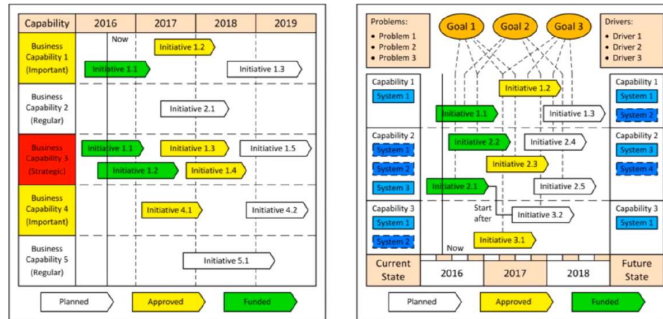 Capability
2016
2017
2018
2019
Now
Business
Capability 1
(Important)
Initiative 1.2
Initiative 1.1
Initiative 1.3
Business
Capability 2
(Regular)
Initiative 2.1
Business
Capability 3
(Strategic)
Initiative 1.1
Initiative 1.3
Initiative 1.5
Initiative 1.2
Initiative 1.4
Business
Capability 4
(Important)
Initiative 4.1
Initiative 4.2
Business
Capability 5
(Regular)
Initiative 5.1
Planned
Approved
Funded
Problems:
• Problem 1
• Problem 2
• Problem 3
Goal 1
Goal 2
Goal 3
Drivers:
• Driver 1
• Driver 2
• Driver 3
Capability 1
System 1
Initiative 1.2
Initiative 1.1
Initiative 1.3
Capability 1
System 1
System 2
Capability 2
System 1
System 2
System 3
Initiative 2.2
Initiative 2.4
Initiative 2.3
Initiative 2.1
Initiative 2.5
Capability 2
System 3
System 4
Capability 3
System 1
System 2
Start
after
Initiative 3.2
Initiative 3.1
Now
Capability 3
System 1
Current
State
2016
2017
2018
Future
State
Planned
Approved
Funded